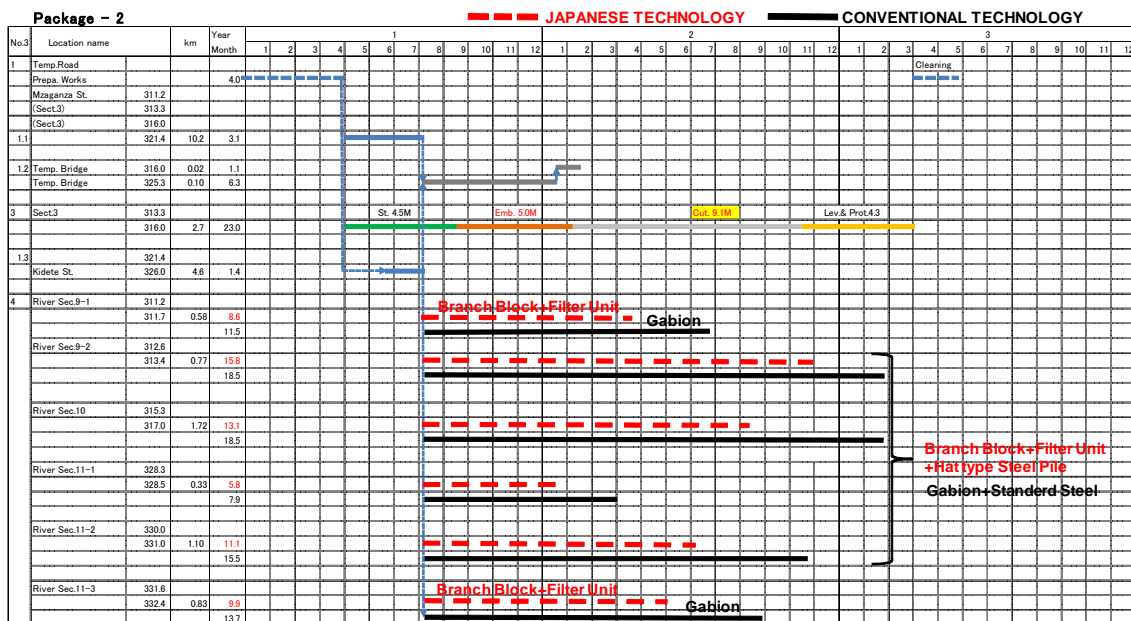 Package - 2 JAPANESE TECHNOLOGY CONVENTIONAL TECHNOLOGY
No.3 Location name km Year 1 2 3
Month 1 2 3 4 5 6 7 8 9 10 11 12 1 2 3 4 5 6 7 8 9 10 11 12 1 2 3 4 5 6 7 8 9 10 11 12
1 Temp.Road Cleaning
Prepa. Works 4.0
Mzaganza St. 311.2
(Sect.3) 313.3
(Sect.3) 316.0
1.1 321.4 10.2 3.1
1.2 Temp. Bridge 316.0 0.02 1.1
Temp. Bridge 325.3 0.10 6.3
3 Sect.3 313.3 St. 4.5M Emb. 5.0M Cut. 9.1M Lev.& Prot.4.3
316.0 2.7 23.0
1.3 321.4
Kidete St. 326.0 4.6 1.4
4 River Sec.9-1 311.2 Branch Block+Filter Unit
311.7 0.58 8.6 Gabion
11.5
River Sec.9-2 312.6
313.4 0.77 15.8
18.5
River Sec.10 315.3
317.0 1.72 13.1
18.5
Branch Block+Filter Unit
+Hat type Steel Pile
River Sec.11-1 328.3
328.5 0.33 5.8 Gabion+Standerd Steel
7.9
River Sec.11-2 330.0
331.0 1.10 11.1
15.5
River Sec.11-3 331.6 Branch Block+Filter Unit
332.4 0.83 9.9 Gabion
13.7